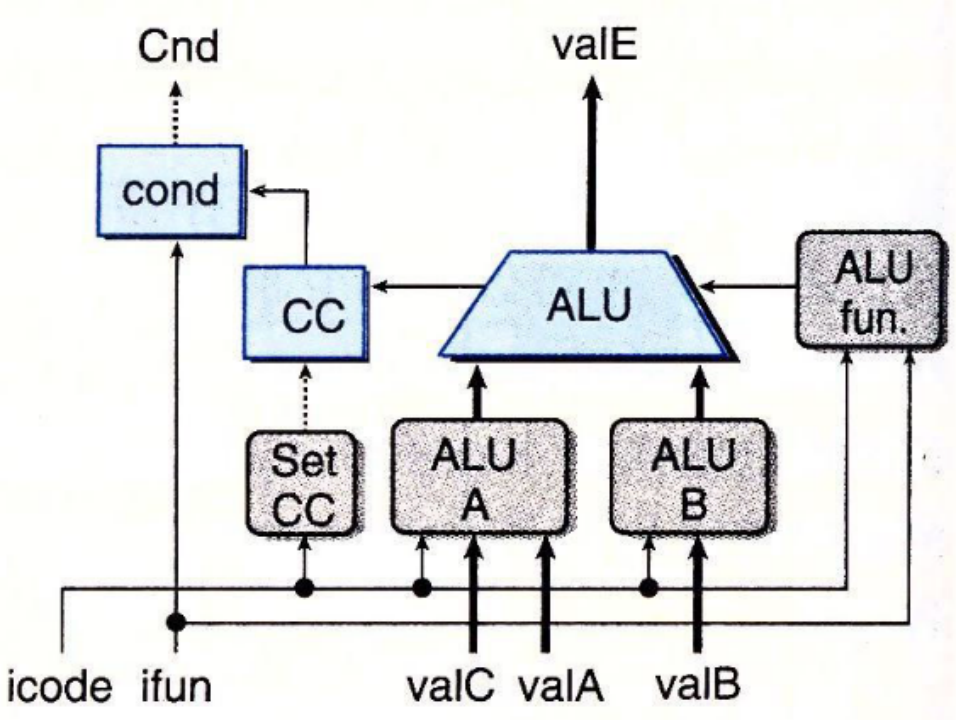 Cnd
valE
cond
ALU
fun.
CC
ALU
Set
CC
ALU
A
ALU
B
icode
ifun
valC
valA
valB